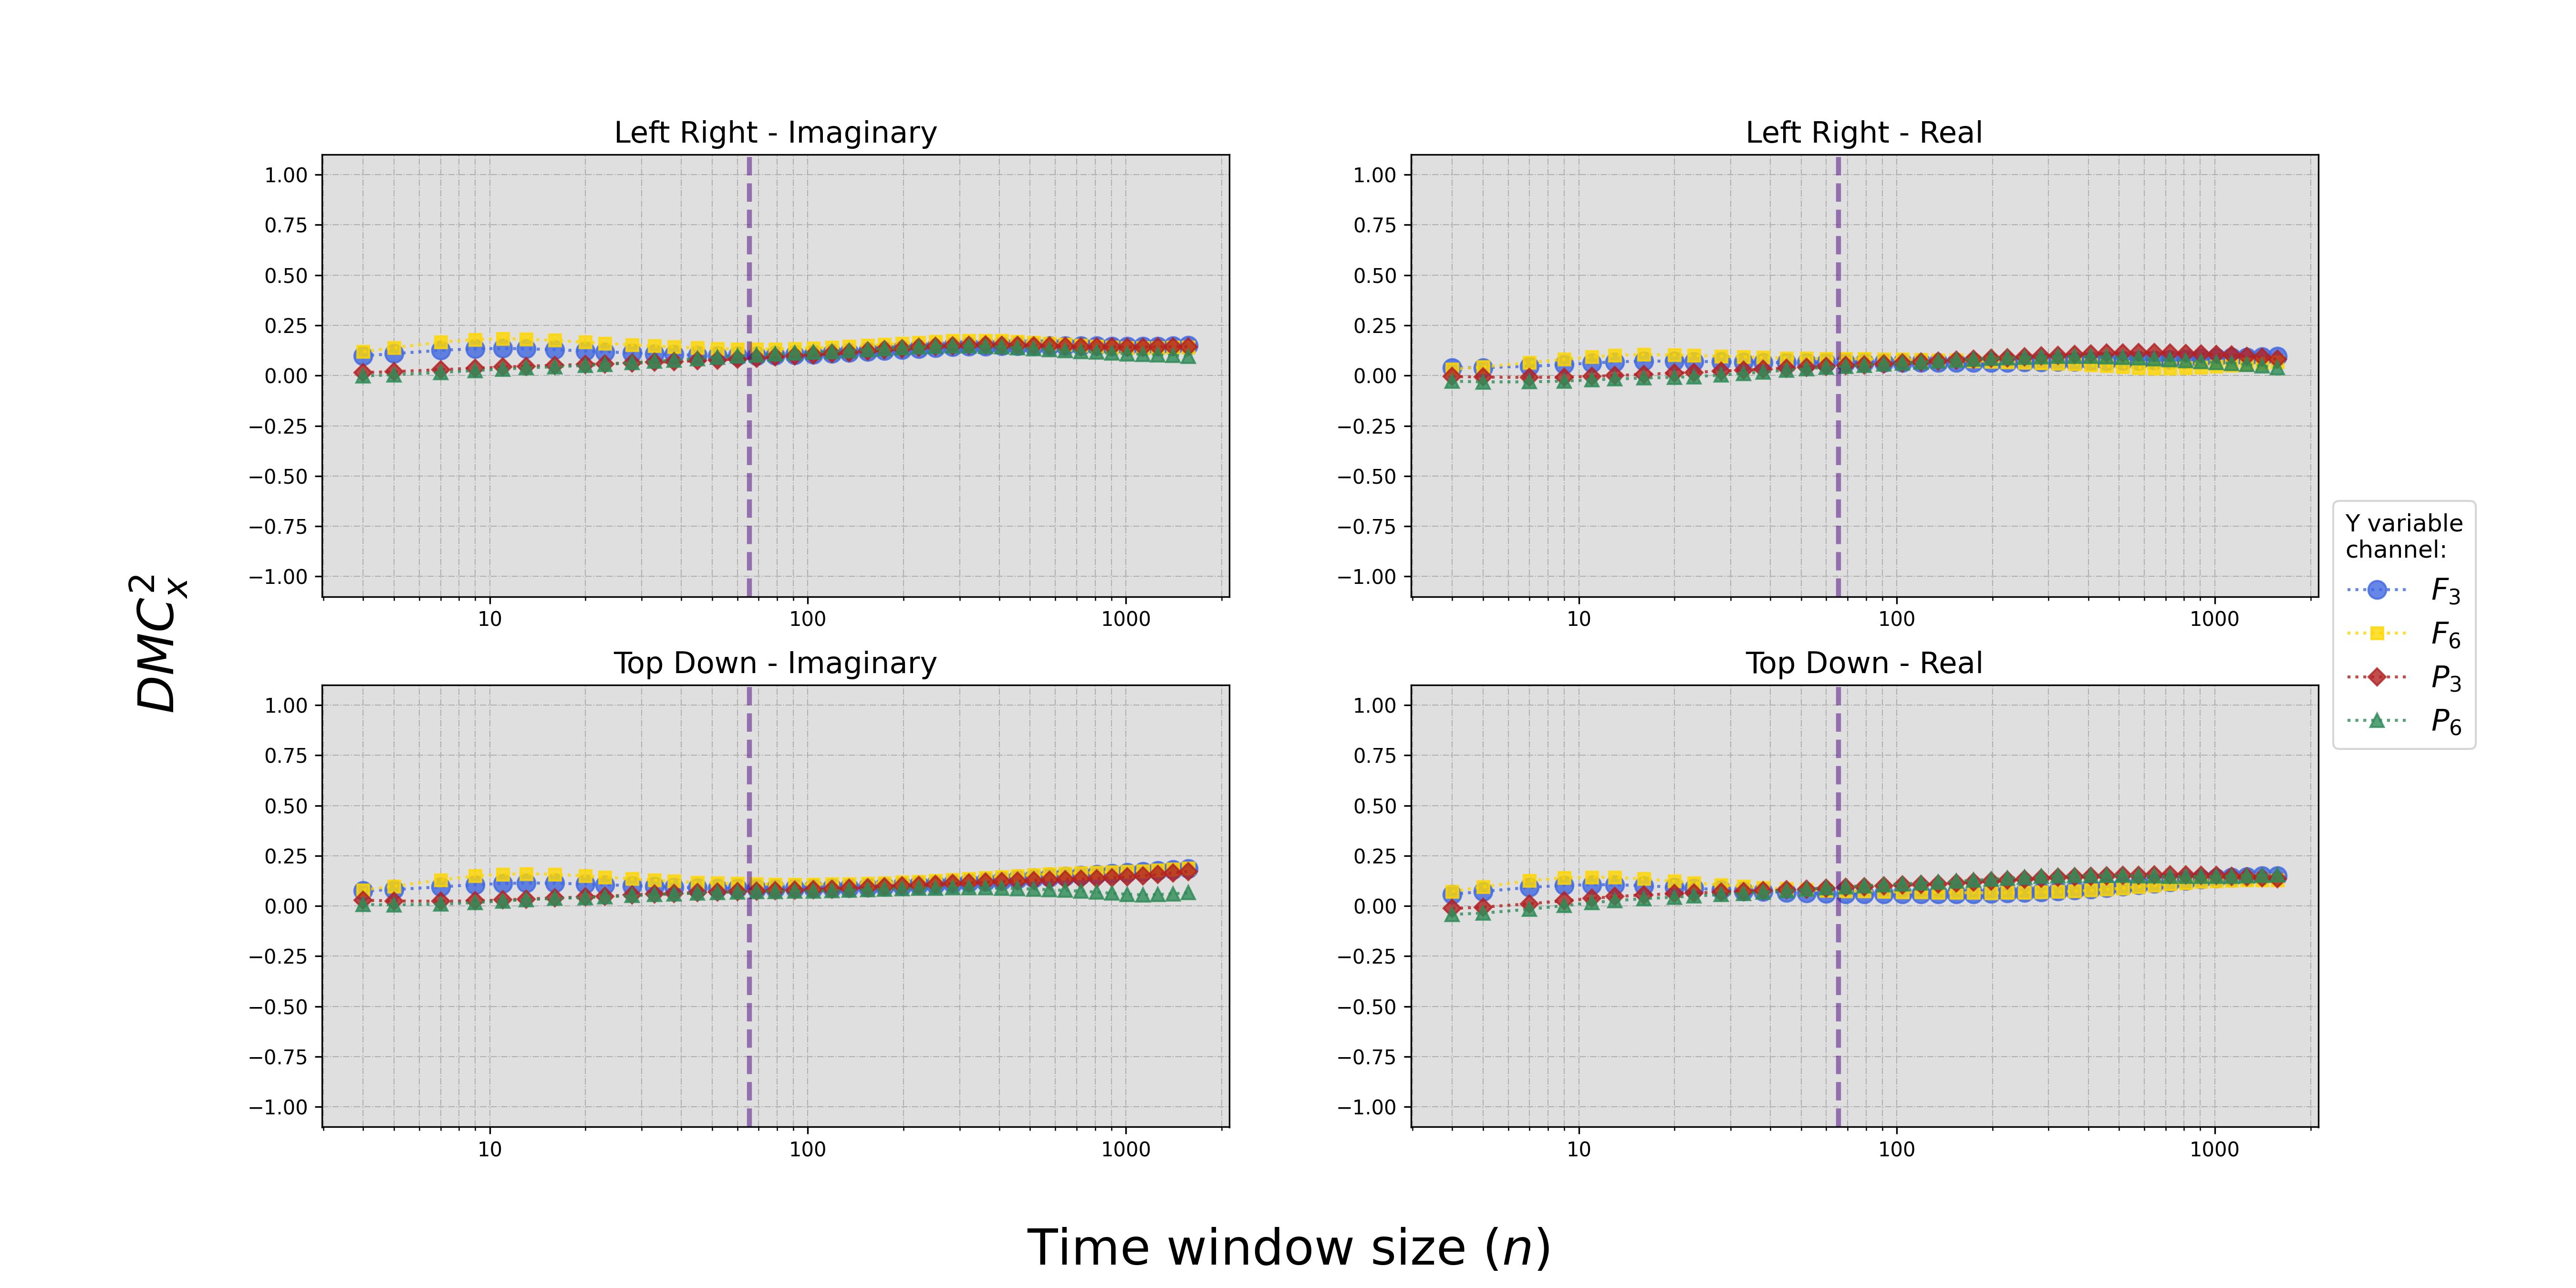 Left Right - Imaginary
1.00
0.75
0.50
0.25
0.00
−0.25
−0.50
−0.75
−1.00
10 100 1000
Left Right - Real
1.00
0.75
0.50
0.25
0.00
−0.25
−0.50
−0.75
−1.00
10 100 1000
Top Down - Imaginary
1.00
0.75
0.50
0.25
0.00
−0.25
−0.50
−0.75
−1.00
10 100 1000
Top Down - Real
1.00
0.75
0.50
0.25
0.00
−0.25
−0.50
−0.75
−1.00
10 100 1000
Y variable
channel:
F₃
F₆
P₃
P₆
DMC²ₓ
Time window size (n)